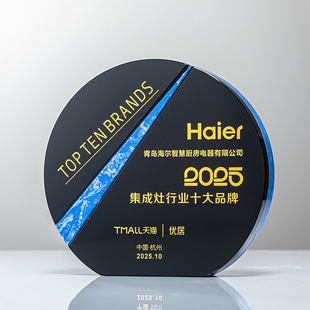 TOP TEN BRANDS
Haier
青岛海尔智慧厨房电器有限公司
2025
集成灶行业十大品牌
TMALL天猫 | 优居
中国·杭州
2025.10